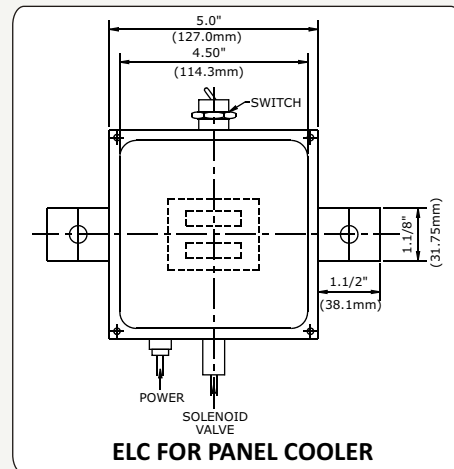 5.0"
(127.0mm)
4.50"
(114.3mm)
SWITCH
1.1/8"
(31.75mm)
1.1/2"
(38.1mm)
POWER
SOLENOID
VALVE
ELC FOR PANEL COOLER